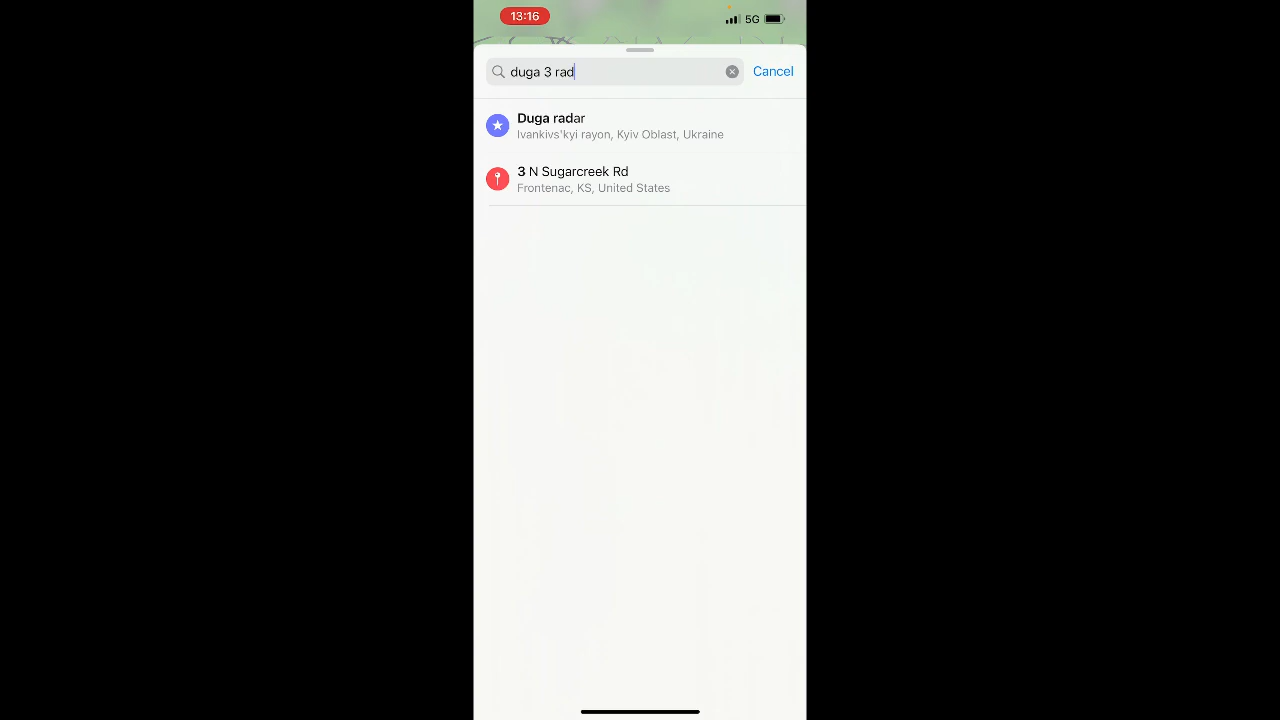 13:16
5G
duga 3 rad
Cancel
Duga radar
Ivankivs'kyi rayon, Kyiv Oblast, Ukraine
3 N Sugarcreek Rd
Frontenac, KS, United States